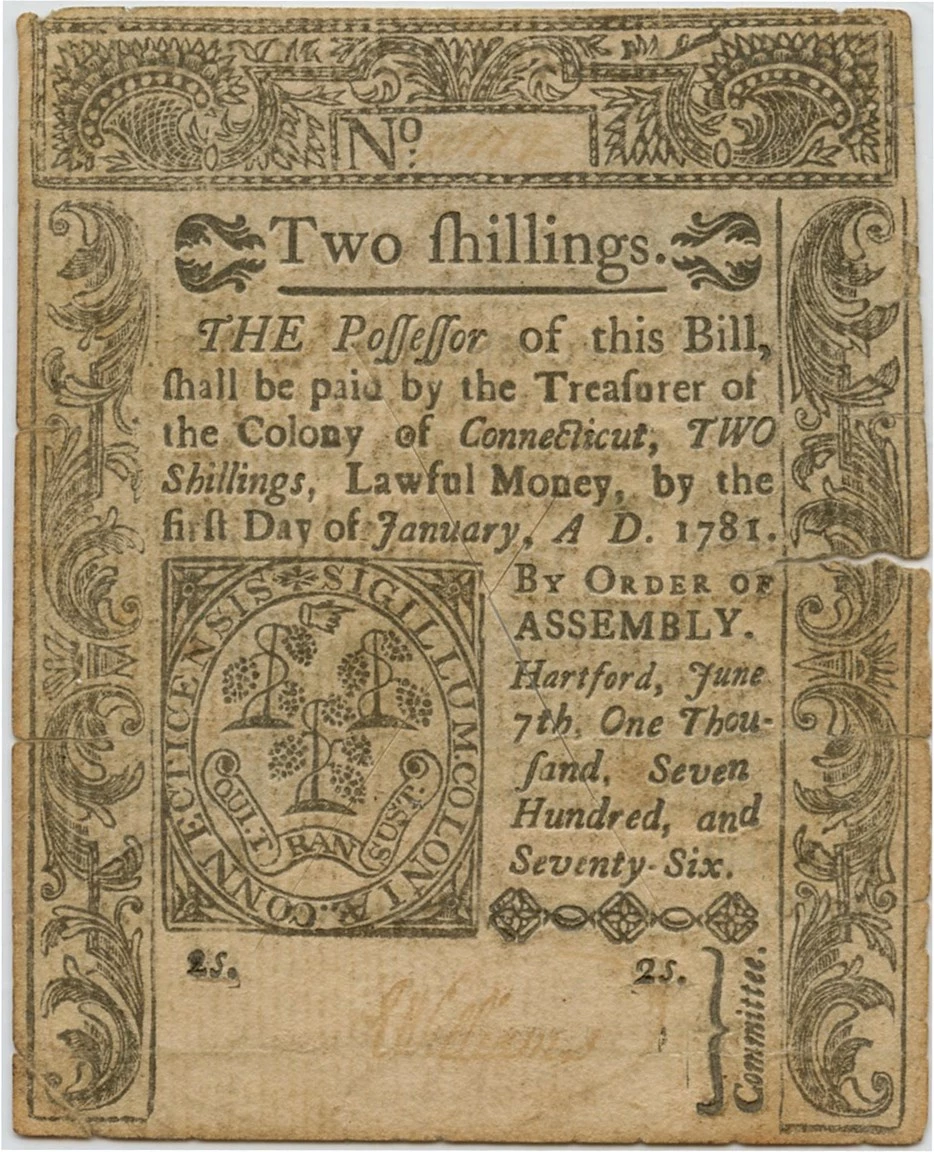 No:
Two ſhillings.
THE Poſſeſſor of this Bill,
ſhall be paid by the Treaſurer of
the Colony of Connecticut, TWO
Shillings, Lawful Money, by the
firſt Day of January, A D. 1781.
BY ORDER OF
ASSEMBLY.
Hartford, June
7th, One Thou-
ſand, Seven
Hundred, and
Seventy-Six.
SIGILLUM.COLONIÆ.CONNECTICENSIS
QUI.T RAN SUST.
2s. 2s.
Committee.